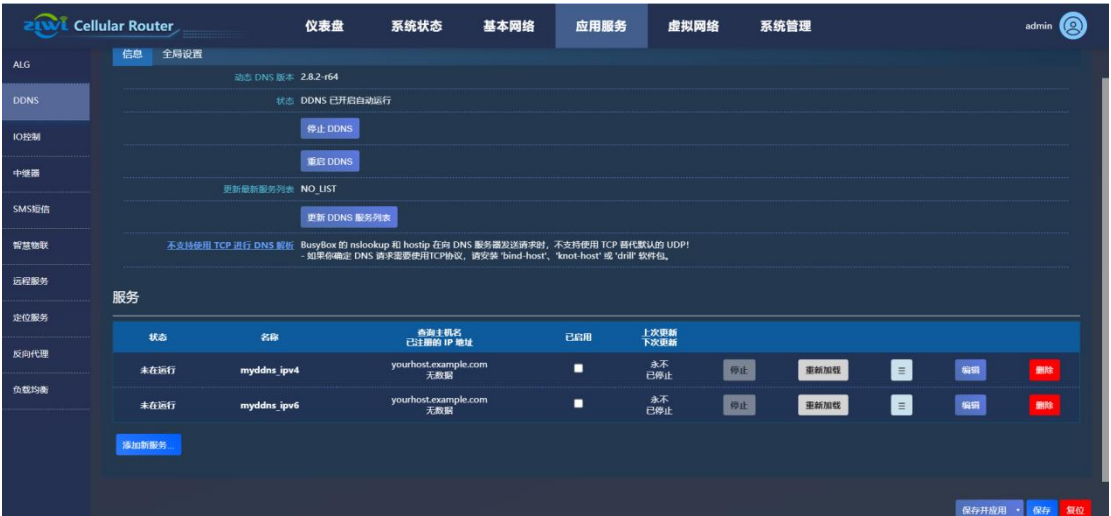 ziwi Cellular Router 仪表盘 系统状态 基本网络 应用服务 虚拟网络 系统管理 admin
ALG
DDNS
IO控制
中继器
SMS短信
智慧物联
远程服务
定位服务
反向代理
负载均衡
信息 全局设置
动态 DNS 版本 2.8.2-r64
状态 DDNS 已开启自动运行
停止 DDNS
重启 DDNS
更新最新服务列表 NO_LIST
更新 DDNS 服务列表
不支持使用 TCP 进行 DNS 解析 BusyBox 的 nslookup 和 hostip 在向 DNS 服务器发送请求时，不支持使用 TCP 替代默认的 UDP!
- 如果你确定 DNS 请求需要使用TCP协议，请安装 'bind-host'、'knot-host' 或 'drill' 软件包。
服务
状态 名称 查询主机名 已启用 上次更新
已注册的 IP 地址 下次更新
未在运行 myddns_ipv4 yourhost.example.com 永不 停止 重新加载 ☰ 编辑 删除
无数据 已停止
未在运行 myddns_ipv6 yourhost.example.com 永不 停止 重新加载 ☰ 编辑 删除
无数据 已停止
添加新服务...
保存并应用 保存 复位